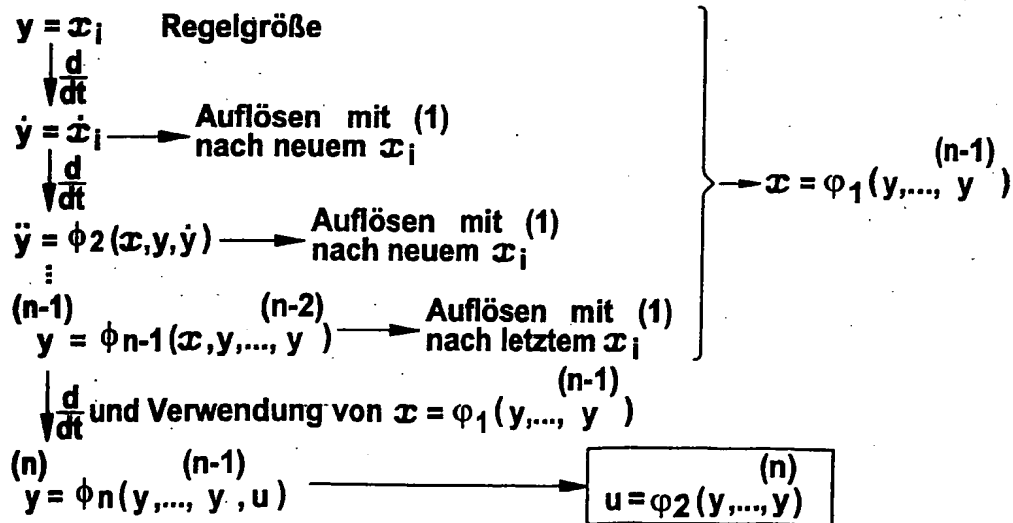 y = x_i Regelgröße
d/dt
ẏ = ẋ_i → Auflösen mit (1)
nach neuem x_i
d/dt
ÿ = ϕ2(x,y,ẏ) → Auflösen mit (1)
nach neuem x_i
⋮
(n-1) (n-2)
y = ϕn-1(x,y,..., y) → Auflösen mit (1)
nach letztem x_i
(n-1)
→ x = φ1(y,..., y)
(n-1)
d/dt und Verwendung von x = φ1(y,..., y)
(n) (n-1)
y = ϕn(y,..., y, u) →
(n)
u = φ2(y,..., y)